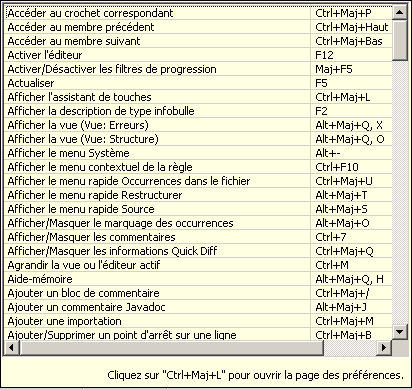 Accéder au crochet correspondant Ctrl+Maj+P
Accéder au membre précédent Ctrl+Maj+Haut
Accéder au membre suivant Ctrl+Maj+Bas
Activer l'éditeur F12
Activer/Désactiver les filtres de progression Maj+F5
Actualiser F5
Afficher l'assistant de touches Ctrl+Maj+L
Afficher la description de type infobulle F2
Afficher la vue (Vue: Erreurs) Alt+Maj+Q, X
Afficher la vue (Vue: Structure) Alt+Maj+Q, O
Afficher le menu Système Alt+-
Afficher le menu contextuel de la règle Ctrl+F10
Afficher le menu rapide Occurrences dans le fichier Ctrl+Maj+U
Afficher le menu rapide Restructurer Alt+Maj+T
Afficher le menu rapide Source Alt+Maj+S
Afficher/Masquer le marquage des occurrences Alt+Maj+O
Afficher/Masquer les commentaires Ctrl+7
Afficher/Masquer les informations Quick Diff Ctrl+Maj+Q
Agrandir la vue ou l'éditeur actif Ctrl+M
Aide-mémoire Alt+Maj+Q, H
Ajouter un bloc de commentaire Ctrl+Maj+/
Ajouter un commentaire Javadoc Alt+Maj+J
Ajouter une importation Ctrl+Maj+M
Ajouter/Supprimer un point d'arrêt sur une ligne Ctrl+Maj+B
Cliquez sur "Ctrl+Maj+L" pour ouvrir la page des préférences.